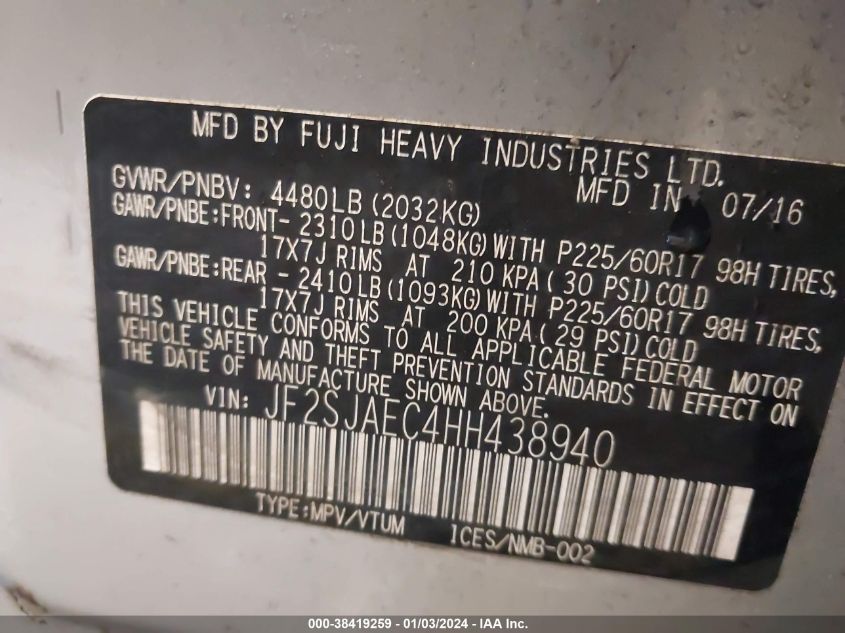 MFD BY FUJI HEAVY INDUSTRIES LTD.
GVWR/PNBV: 4480LB (2032KG) MFD IN 07/16
GAWR/PNBE:FRONT- 2310LB (1048KG) WITH P225/60R17 98H TIRES,
17X7J RIMS AT 210 KPA ( 30 PSI) COLD
GAWR/PNBE:REAR - 2410LB (1093KG) WITH P225/60R17 98H TIRES,
17X7J RIMS AT 200 KPA ( 29 PSI) COLD
THIS VEHICLE CONFORMS TO ALL APPLICABLE FEDERAL MOTOR
VEHICLE SAFETY AND THEFT PREVENTION STANDARDS IN EFFECT ON
THE DATE OF MANUFACTURE SHOWN ABOVE.
VIN: JF2SJAEC4HH438940
TYPE:MPV/VTUM ICES/NMB-002
000-38419259 - 01/03/2024 - IAA Inc.